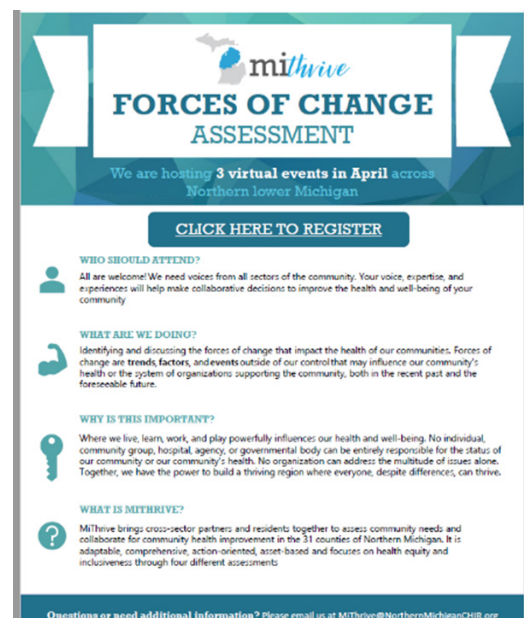 mithrive
FORCES OF CHANGE
ASSESSMENT
We are hosting 3 virtual events in April across
Northern lower Michigan
CLICK HERE TO REGISTER
WHO SHOULD ATTEND?
All are welcome! We need voices from all sectors of the community. Your voice, expertise, and
experiences will help make collaborative decisions to improve the health and well-being of your
community
WHAT ARE WE DOING?
Identifying and discussing the forces of change that impact the health of our communities. Forces of
change are trends, factors, and events outside of our control that may influence our community's
health or the system of organizations supporting the community, both in the recent past and the
foreseeable future.
WHY IS THIS IMPORTANT?
Where we live, learn, work, and play powerfully influences our health and well-being. No individual,
community group, hospital, agency, or governmental body can be entirely responsible for the status of
our community or our community's health. No organization can address the multitude of issues alone.
Together, we have the power to build a thriving region where everyone, despite differences, can thrive.
WHAT IS MITHRIVE?
MiThrive brings cross-sector partners and residents together to assess community needs and
collaborate for community health improvement in the 31 counties of Northern Michigan. It is
adaptable, comprehensive, action-oriented, asset-based and focuses on health equity and
inclusiveness through four different assessments
Questions or need additional information? Please email us at MiThrive@NorthernMichiganCHIR.org